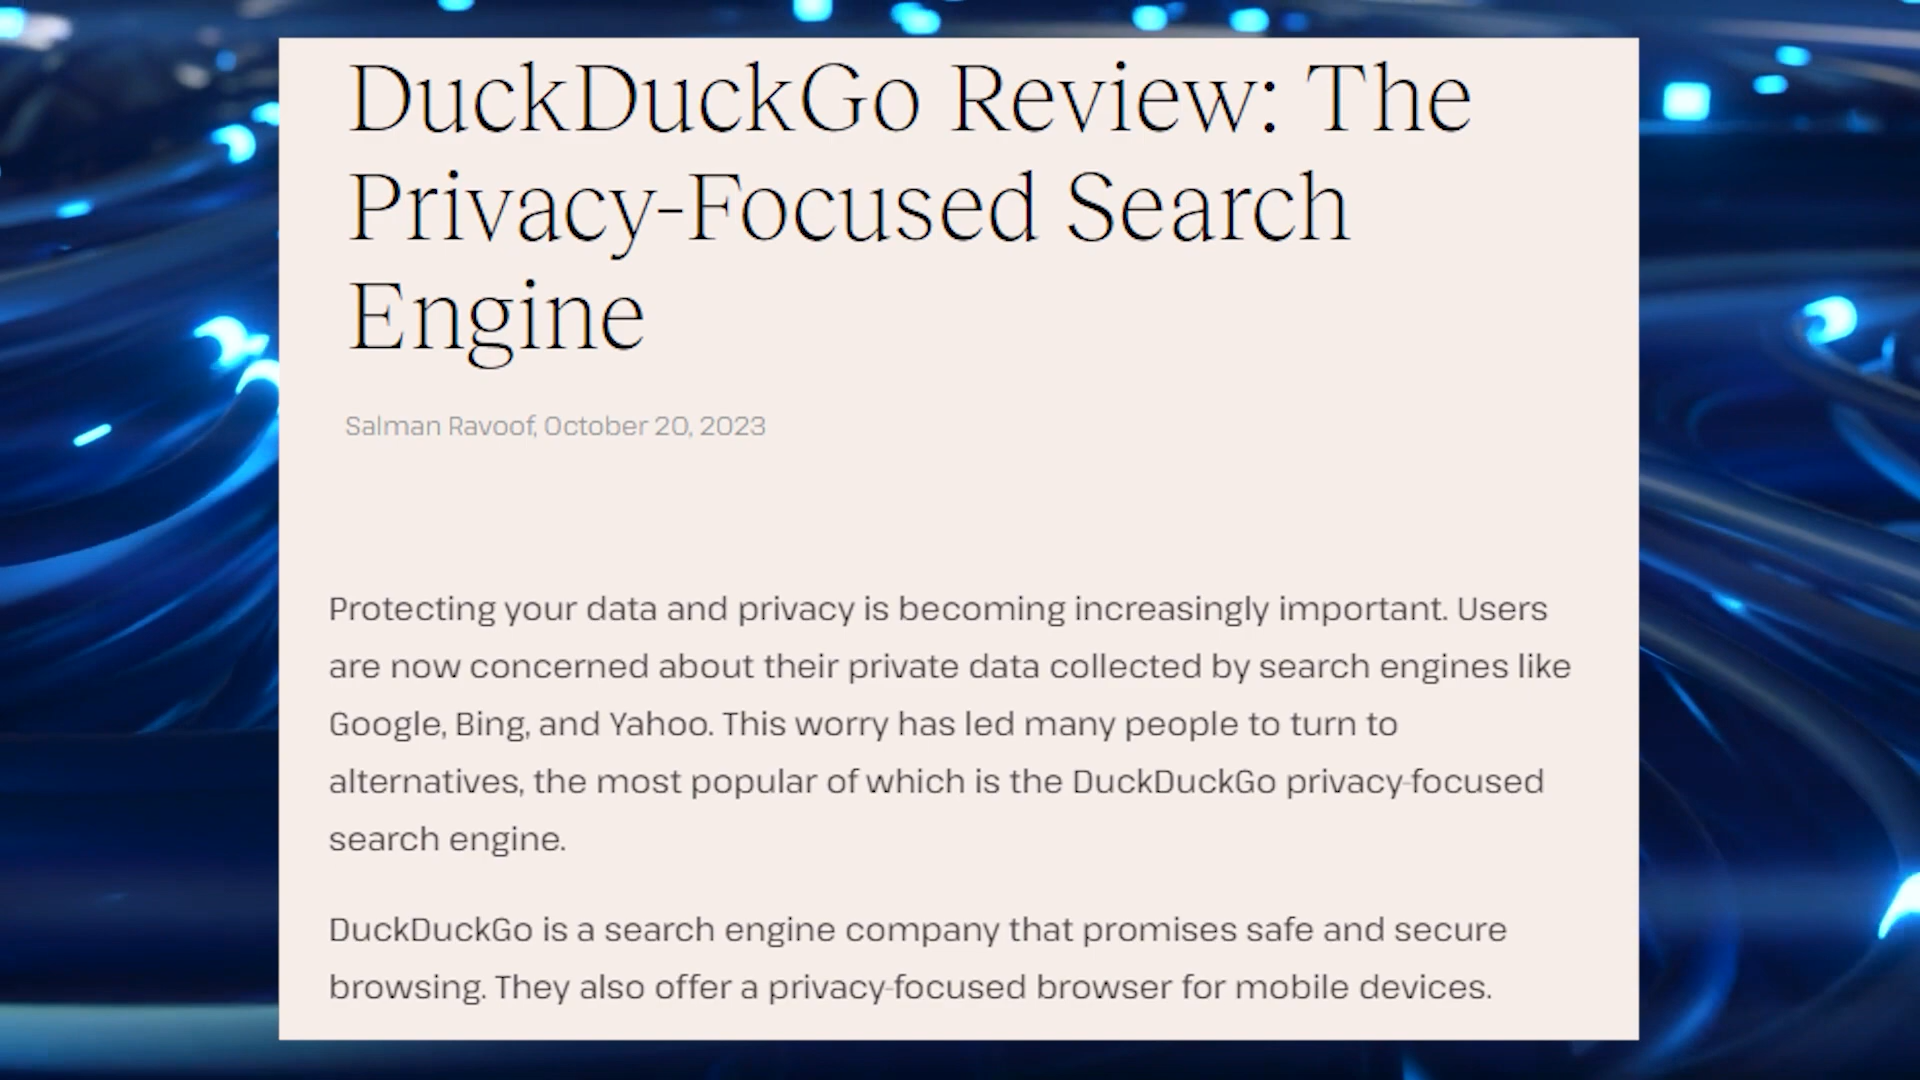 DuckDuckGo Review: The
Privacy-Focused Search
Engine
Salman Ravoof, October 20, 2023
Protecting your data and privacy is becoming increasingly important. Users
are now concerned about their private data collected by search engines like
Google, Bing, and Yahoo. This worry has led many people to turn to
alternatives, the most popular of which is the DuckDuckGo privacy-focused
search engine.
DuckDuckGo is a search engine company that promises safe and secure
browsing. They also offer a privacy-focused browser for mobile devices.